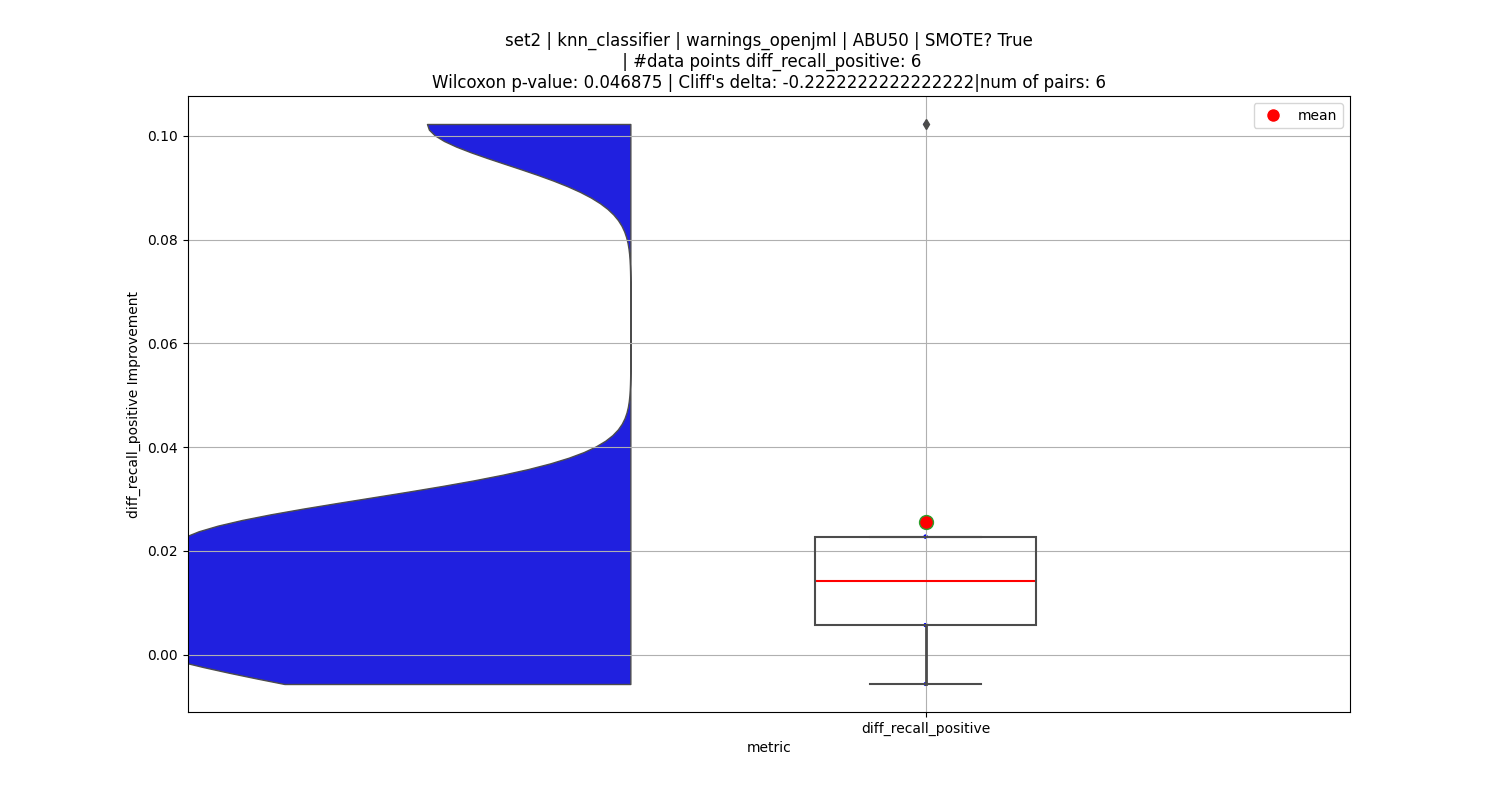 set2 | knn_classifier | warnings_openjml | ABU50 | SMOTE? True
| #data points diff_recall_positive: 6
Wilcoxon p-value: 0.046875 | Cliff's delta: -0.2222222222222222|num of pairs: 6
mean
0.10
0.08
0.06
0.04
0.02
0.00
diff_recall_positive Improvement
diff_recall_positive
metric